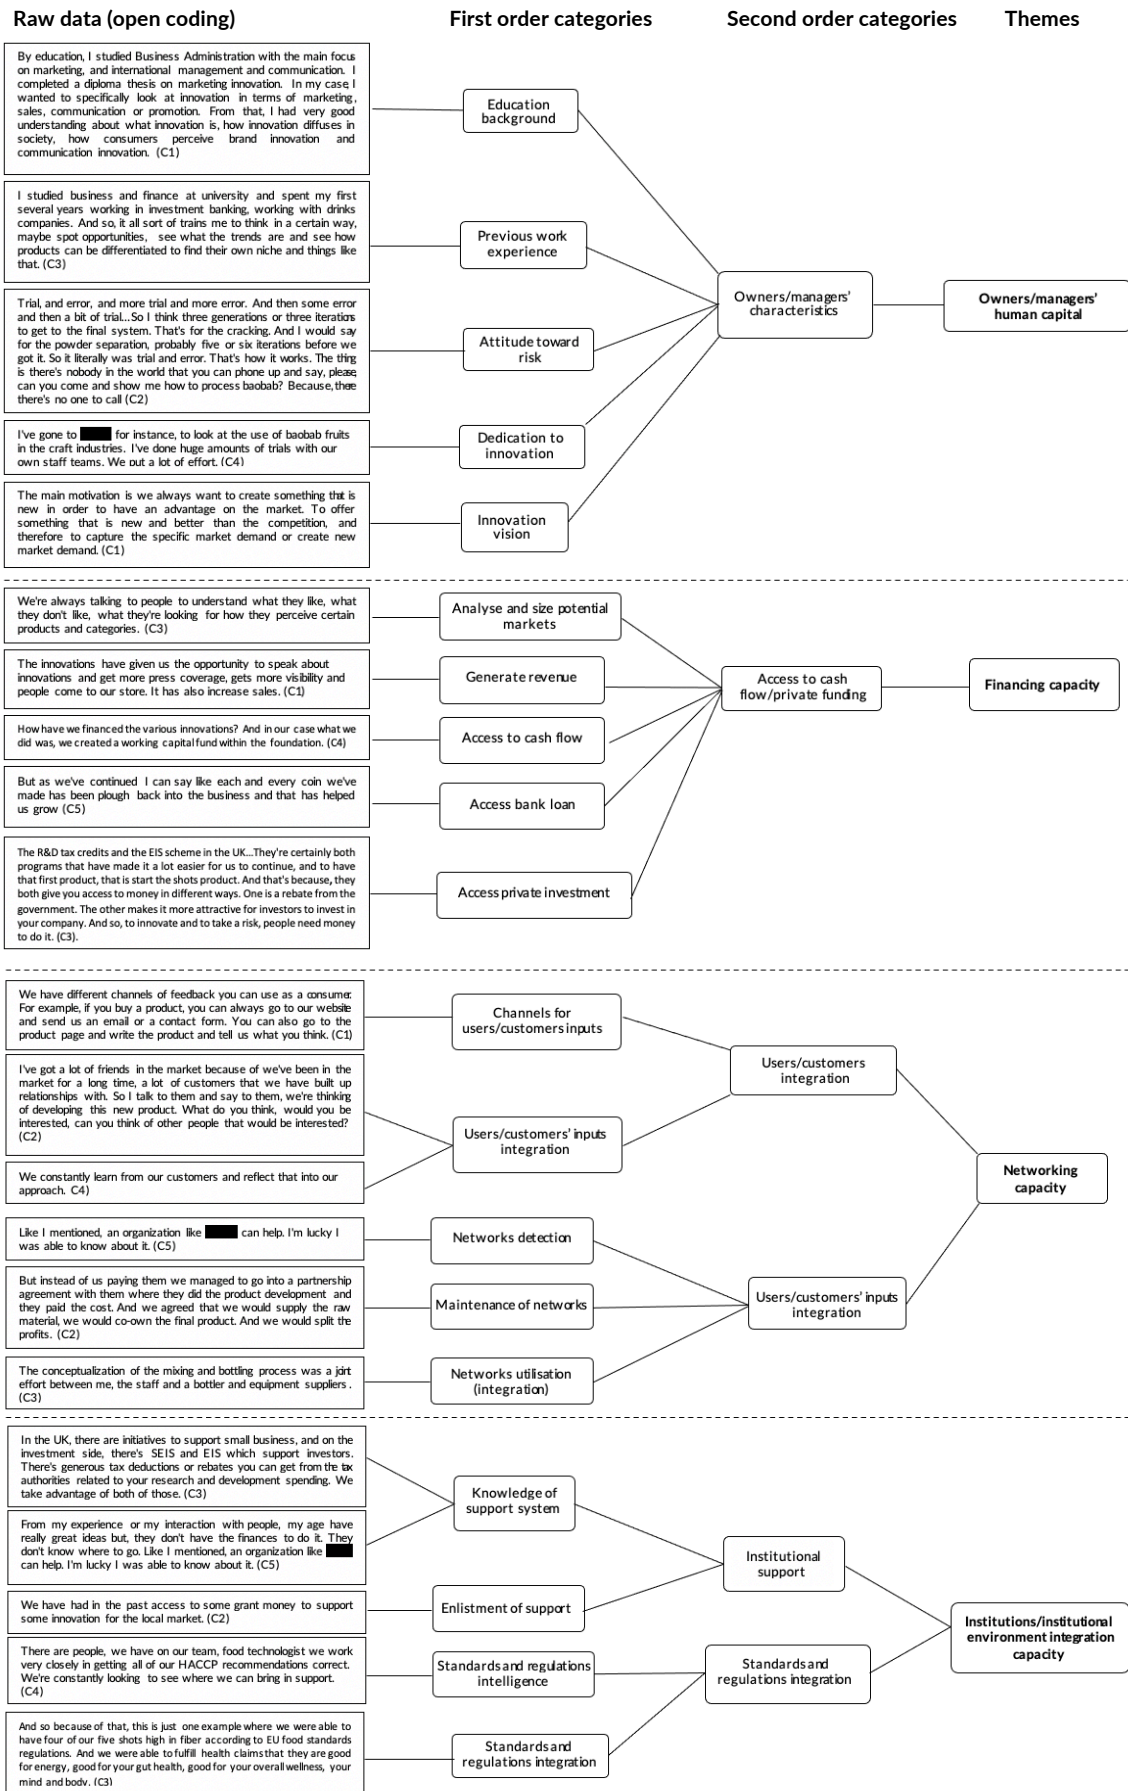 Raw data (open coding)
First order categories
Second order categories
Themes
By education, I studied Business Administration with the main focus
on marketing, and international management and communication. I
completed a diploma thesis on marketing innovation. In my case, I
wanted to specifically look at innovation in terms of marketing,
sales, communication or promotion. From that, I had very good
understanding about what innovation is, how innovation diffuses in
society, how consumers perceive brand innovation and
communication innovation. (C1)
Education
background
I studied business and finance at university and spent my first
several years working in investment banking, working with drinks
companies. And so, it all sort of trains me to think in a certain way,
maybe spot opportunities, see what the trends are and see how
products can be differentiated to find their own niche and things like
that. (C3)
Previous work
experience
Trial, and error, and more trial and more error. And then some error
and then a bit of trial...So I think three generations or three iterations
to get to the final system. That's for the cracking. And I would say
for the powder separation, probably five or six iterations before we
got it. So it literally was trial and error. That's how it works. The thing
is there's nobody in the world that you can phone up and say, please,
can you come and show me how to process baobab? Because, there
there's no one to call (C2)
Attitude toward
risk
Owners/managers'
characteristics
Owners/managers'
human capital
I've gone to for instance, to look at the use of baobab fruits
in the craft industries. I've done huge amounts of trials with our
own staff teams. We put a lot of effort. (C4)
Dedication to
innovation
The main motivation is we always want to create something that is
new in order to have an advantage on the market. To offer
something that is new and better than the competition, and
therefore to capture the specific market demand or create new
market demand. (C1)
Innovation
vision
We're always talking to people to understand what they like, what
they don't like, what they're looking for how they perceive certain
products and categories. (C3)
Analyse and size potential
markets
The innovations have given us the opportunity to speak about
innovations and get more press coverage, gets more visibility and
people come to our store. It has also increase sales. (C1)
Generate revenue
Access to cash
flow/private funding
Financing capacity
How have we financed the various innovations? And in our case what we
did was, we created a working capital fund within the foundation. (C4)
Access to cash flow
But as we've continued I can say like each and every coin we've
made has been plough back into the business and that has helped
us grow (C5)
Access bank loan
The R&D tax credits and the EIS scheme in the UK...They're certainly both
programs that have made it a lot easier for us to continue, and to have
that first product, that is start the shots product. And that's because, they
both give you access to money in different ways. One is a rebate from the
government. The other makes it more attractive for investors to invest in
your company. And so, to innovate and to take a risk, people need money
to do it. (C3).
Access private investment
We have different channels of feedback you can use as a consumer.
For example, if you buy a product, you can always go to our website
and send us an email or a contact form. You can also go to the
product page and write the product and tell us what you think. (C1)
Channels for
users/customers inputs
I've got a lot of friends in the market because of we've been in the
market for a long time, a lot of customers that we have built up
relationships with. So I talk to them and say to them, we're thinking
of developing this new product. What do you think, would you be
interested, can you think of other people that would be interested?
(C2)
Users/customers' inputs
integration
Users/customers
integration
We constantly learn from our customers and reflect that into our
approach. C4)
Networking
capacity
Like I mentioned, an organization like can help. I'm lucky I
was able to know about it. (C5)
Networks detection
But instead of us paying them we managed to go into a partnership
agreement with them where they did the product development and
they paid the cost. And we agreed that we would supply the raw
material, we would co-own the final product. And we would split the
profits. (C2)
Maintenance of networks
Users/customers' inputs
integration
The conceptualization of the mixing and bottling process was a joint
effort between me, the staff and a bottler and equipment suppliers.
(C3)
Networks utilisation
(integration)
In the UK, there are initiatives to support small business, and on the
investment side, there's SEIS and EIS which support investors.
There's generous tax deductions or rebates you can get from the tax
authorities related to your research and development spending. We
take advantage of both of those. (C3)
Knowledge of
support system
From my experience or my interaction with people, my age have
really great ideas but, they don't have the finances to do it. They
don't know where to go. Like I mentioned, an organization like
can help. I'm lucky I was able to know about it. (C5)
Institutional
support
We have had in the past access to some grant money to support
some innovation for the local market. (C2)
Enlistment of support
Institutions/institutional
environment integration
capacity
There are people, we have on our team, food technologist we work
very closely in getting all of our HACCP recommendations correct.
We're constantly looking to see where we can bring in support.
(C4)
Standards and regulations
intelligence
Standards and
regulations integration
And so because of that, this is just one example where we were able to
have four of our five shots high in fiber according to EU food standards
regulations. And we were able to fulfill health claims that they are good
for energy, good for your gut health, good for your overall wellness, your
mind and body. (C3)
Standards and
regulations integration